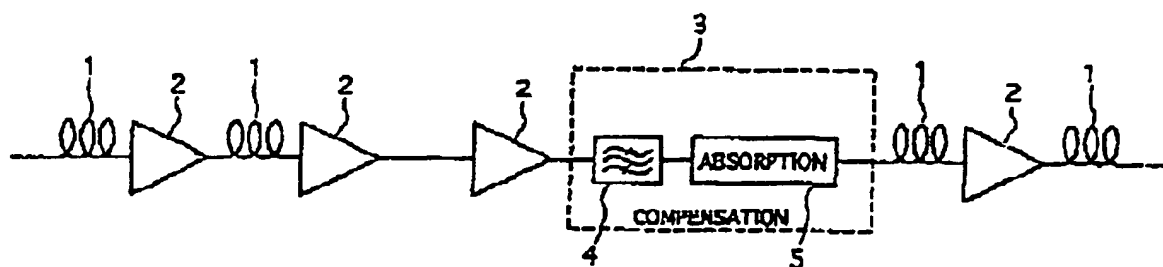 3
1 2 1 2 2 1 2 1
ABSORPTION
COMPENSATION
4 5